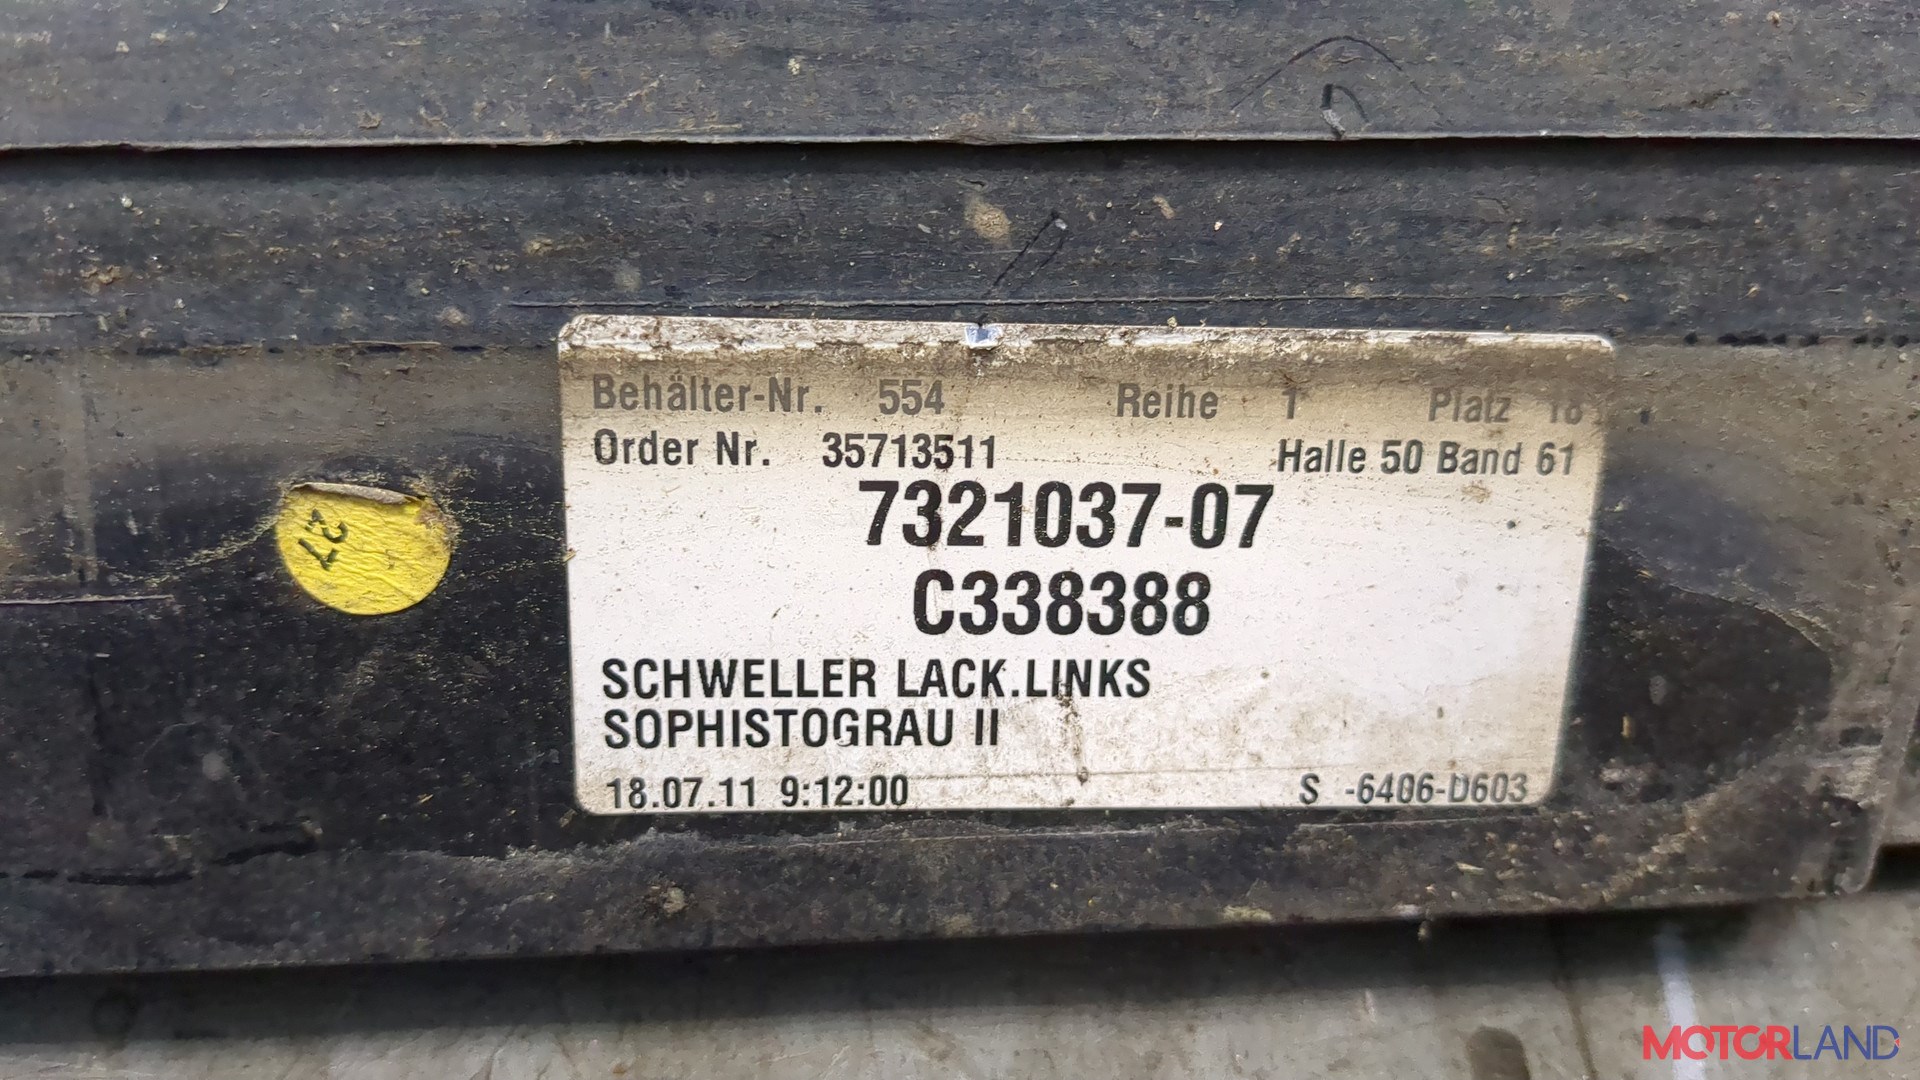 Behälter-Nr. 554 Reihe 1 Platz 18
Order Nr. 35713511 Halle 50 Band 61
7321037-07
C338388
SCHWELLER LACK.LINKS
SOPHISTOGRAU II
18.07.11 9:12:00 S -6406-D603
27
MOTORLAND